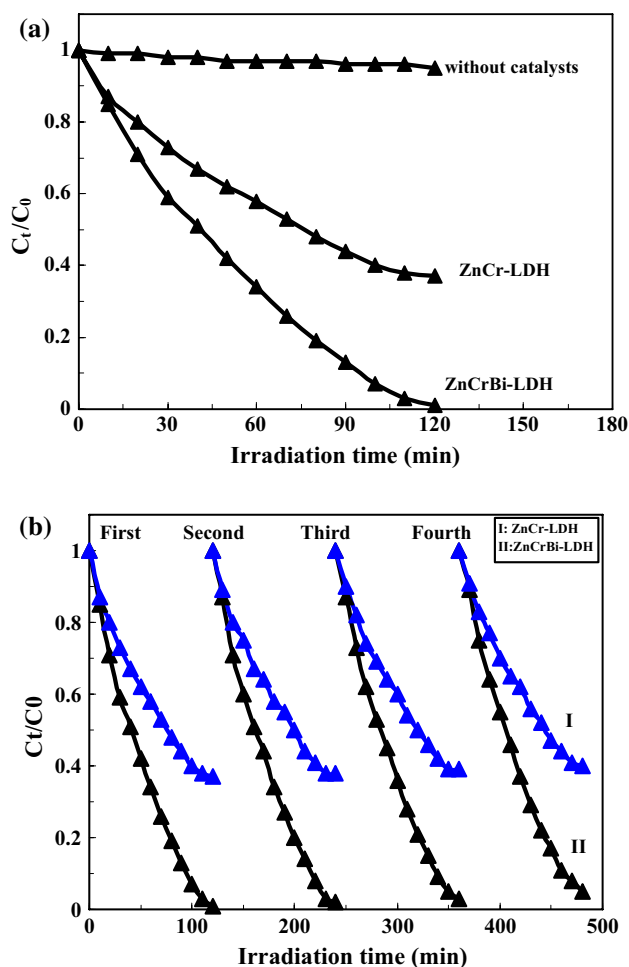 (a)
1
0.8
0.6
0.4
0.2
0
Ct/C0
without catalysts
ZnCr-LDH
ZnCrBi-LDH
0 30 60 90 120 150 180
Irradiation time (min)
(b)
First Second Third Fourth
I: ZnCr-LDH
II:ZnCrBi-LDH
1
0.8
0.6
0.4
0.2
0
Ct/C0
I
II
0 100 200 300 400 500
Irradiation time (min)